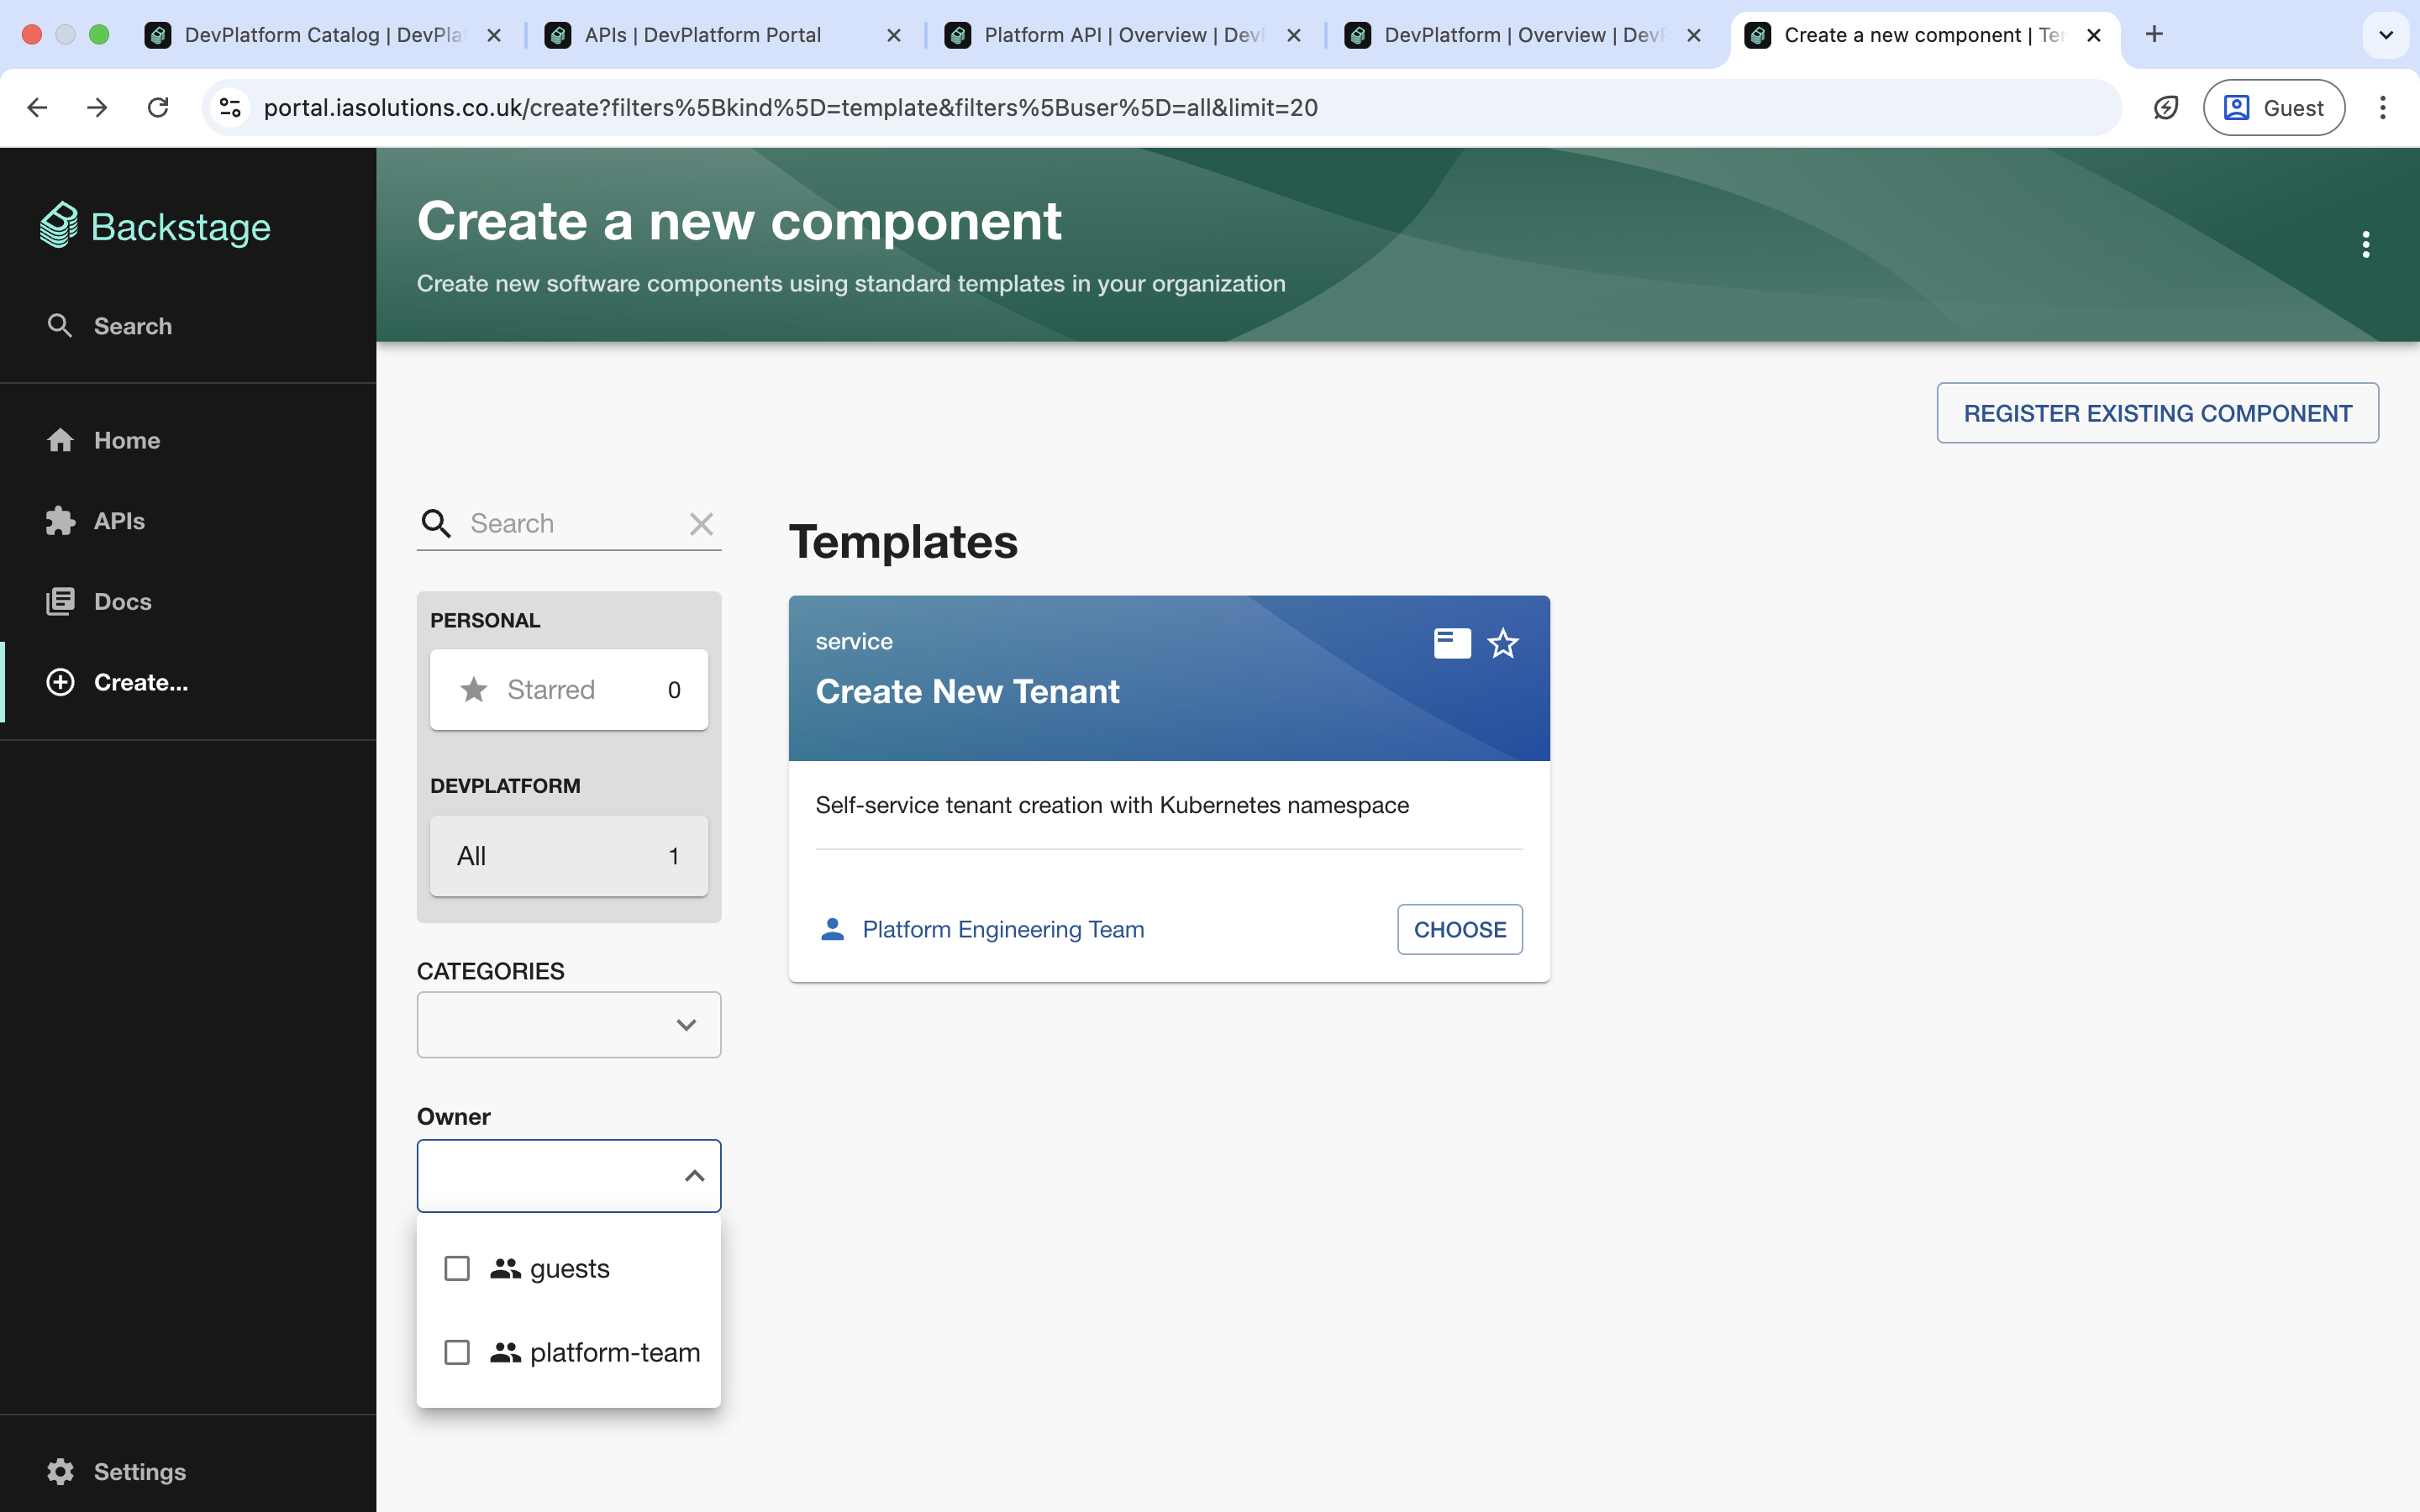 DevPlatform Catalog | DevPla
APIs | DevPlatform Portal
Platform API | Overview | Dev
DevPlatform | Overview | Dev
Create a new component | Te
portal.iasolutions.co.uk/create?filters%5Bkind%5D=template&filters%5Buser%5D=all&limit=20
Guest
Backstage
Search
Home
APIs
Docs
Create...
Settings
Create a new component
Create new software components using standard templates in your organization
REGISTER EXISTING COMPONENT
Search
PERSONAL
Starred 0
DEVPLATFORM
All 1
CATEGORIES
Owner
guests
platform-team
Templates
service
Create New Tenant
Self-service tenant creation with Kubernetes namespace
Platform Engineering Team
CHOOSE